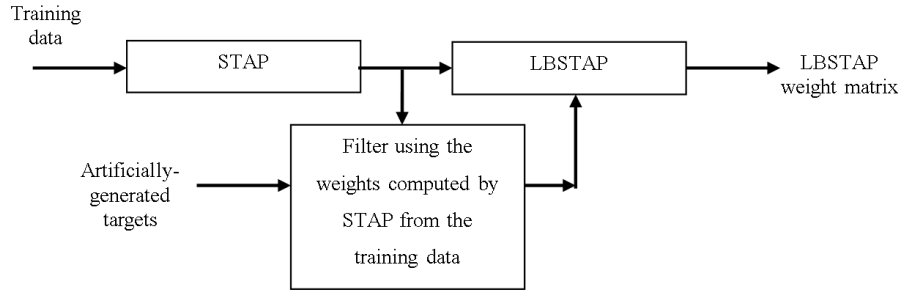 Training
data
STAP
LBSTAP
LBSTAP
weight matrix
Artificially-
generated
targets
Filter using the
weights computed by
STAP from the
training data